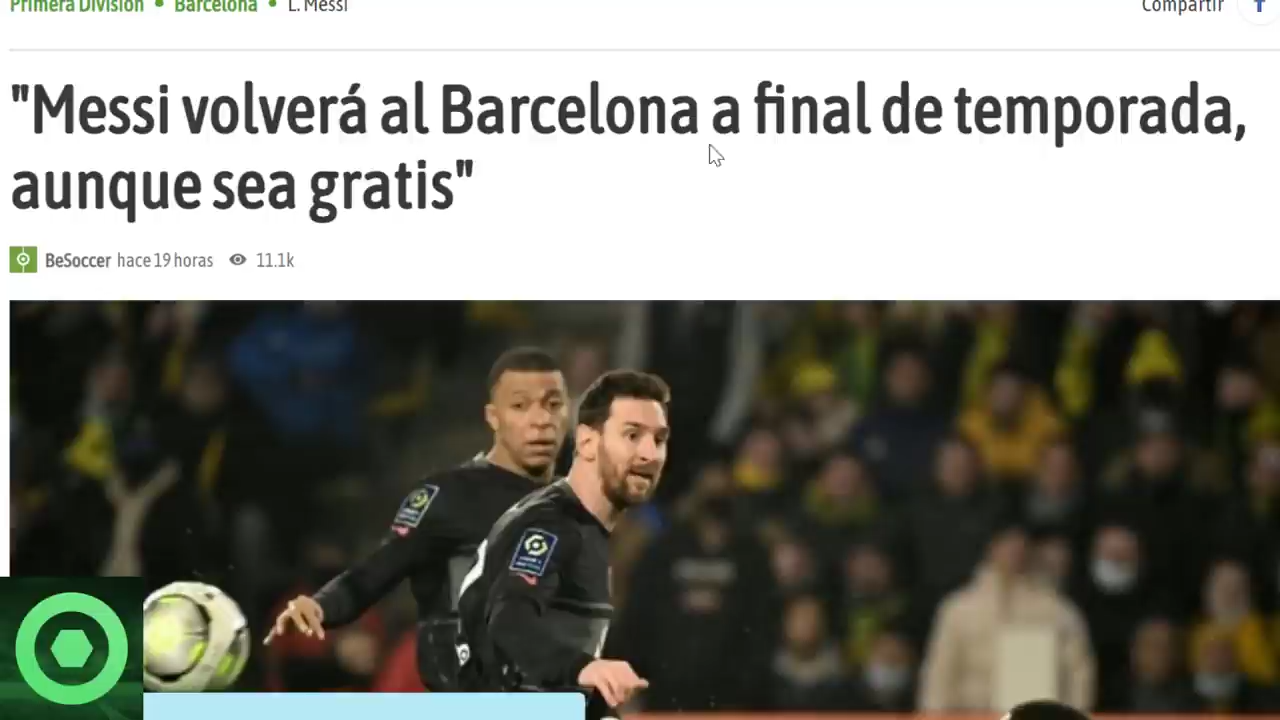 Primera División • Barcelona • L. Messi
Compartir
"Messi volverá al Barcelona a final de temporada,
aunque sea gratis"
BeSoccer hace 19 horas 11.1k